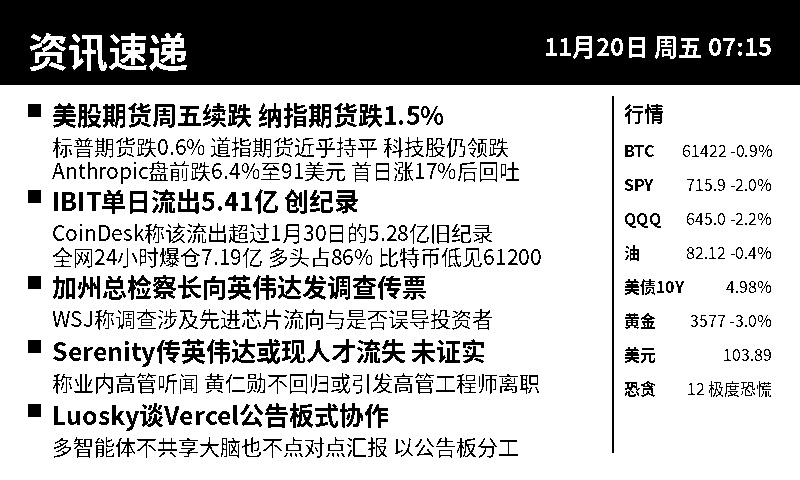 资讯速递
11月20日 周五 07:15
美股期货周五续跌 纳指期货跌1.5%
标普期货跌0.6% 道指期货近乎持平 科技股仍领跌
Anthropic盘前跌6.4%至91美元 首日涨17%后回吐
IBIT单日流出5.41亿 创纪录
CoinDesk称该流出超过1月30日的5.28亿旧纪录
全网24小时爆仓7.19亿 多头占86% 比特币低见61200
加州总检察长向英伟达发调查传票
WSJ称调查涉及先进芯片流向与是否误导投资者
Serenity传英伟达或现人才流失 未证实
称业内高管听闻 黄仁勋不回归或引发高管工程师离职
Luosky谈Vercel公告板式协作
多智能体不共享大脑也不点对点汇报 以公告板分工
行情
BTC 61422 -0.9%
SPY 715.9 -2.0%
QQQ 645.0 -2.2%
油 82.12 -0.4%
美债10Y 4.98%
黄金 3577 -3.0%
美元 103.89
恐贪 12 极度恐慌